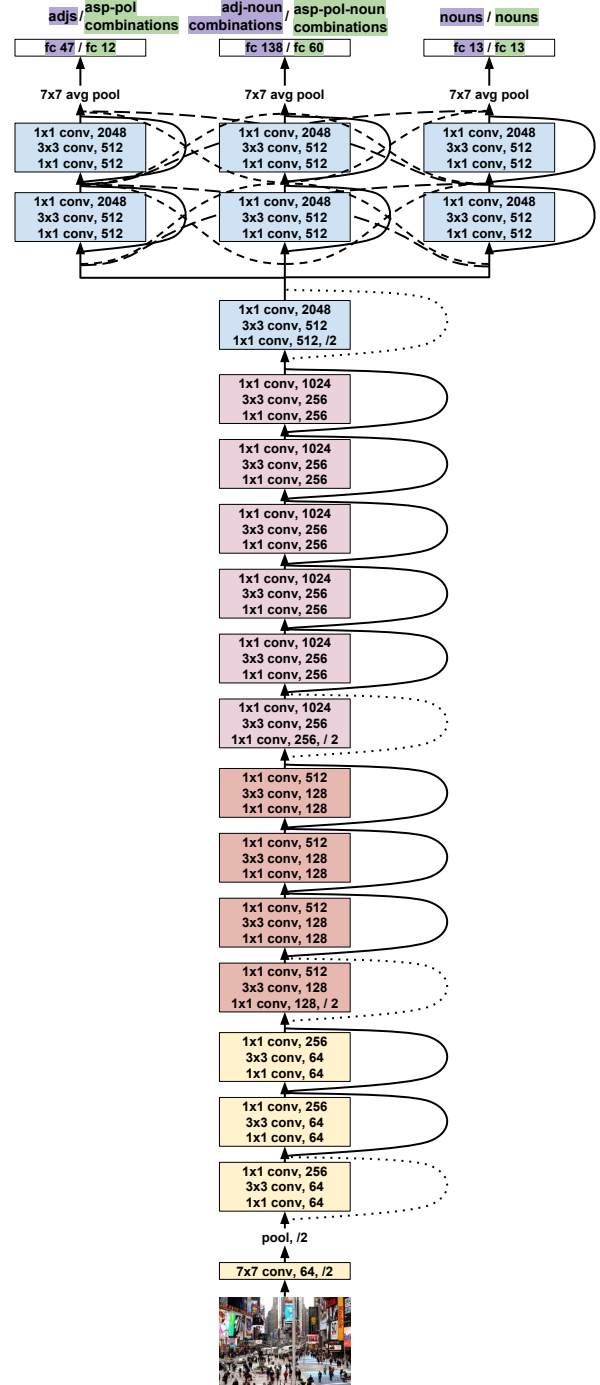 adjs / asp-pol combinations
adj-noun combinations / asp-pol-noun combinations
nouns / nouns
fc 47 / fc 12
fc 138 / fc 60
fc 13 / fc 13
7x7 avg pool
7x7 avg pool
7x7 avg pool
1x1 conv, 2048
3x3 conv, 512
1x1 conv, 512
1x1 conv, 2048
3x3 conv, 512
1x1 conv, 512
1x1 conv, 2048
3x3 conv, 512
1x1 conv, 512
1x1 conv, 2048
3x3 conv, 512
1x1 conv, 512
1x1 conv, 2048
3x3 conv, 512
1x1 conv, 512
1x1 conv, 2048
3x3 conv, 512
1x1 conv, 512
1x1 conv, 2048
3x3 conv, 512
1x1 conv, 512, /2
1x1 conv, 1024
3x3 conv, 256
1x1 conv, 256
1x1 conv, 1024
3x3 conv, 256
1x1 conv, 256
1x1 conv, 1024
3x3 conv, 256
1x1 conv, 256
1x1 conv, 1024
3x3 conv, 256
1x1 conv, 256
1x1 conv, 1024
3x3 conv, 256
1x1 conv, 256
1x1 conv, 1024
3x3 conv, 256
1x1 conv, 256, / 2
1x1 conv, 512
3x3 conv, 128
1x1 conv, 128
1x1 conv, 512
3x3 conv, 128
1x1 conv, 128
1x1 conv, 512
3x3 conv, 128
1x1 conv, 128
1x1 conv, 512
3x3 conv, 128
1x1 conv, 128, / 2
1x1 conv, 256
3x3 conv, 64
1x1 conv, 64
1x1 conv, 256
3x3 conv, 64
1x1 conv, 64
1x1 conv, 256
3x3 conv, 64
1x1 conv, 64
pool, /2
7x7 conv, 64, /2